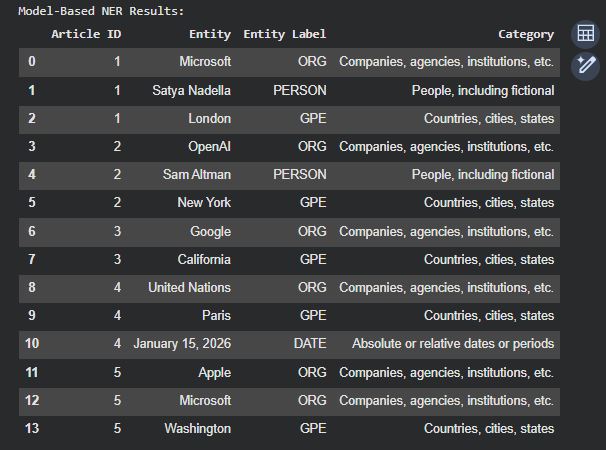 Model-Based NER Results:
Article ID Entity Entity Label Category
0 1 Microsoft ORG Companies, agencies, institutions, etc.
1 1 Satya Nadella PERSON People, including fictional
2 1 London GPE Countries, cities, states
3 2 OpenAI ORG Companies, agencies, institutions, etc.
4 2 Sam Altman PERSON People, including fictional
5 2 New York GPE Countries, cities, states
6 3 Google ORG Companies, agencies, institutions, etc.
7 3 California GPE Countries, cities, states
8 4 United Nations ORG Companies, agencies, institutions, etc.
9 4 Paris GPE Countries, cities, states
10 4 January 15, 2026 DATE Absolute or relative dates or periods
11 5 Apple ORG Companies, agencies, institutions, etc.
12 5 Microsoft ORG Companies, agencies, institutions, etc.
13 5 Washington GPE Countries, cities, states